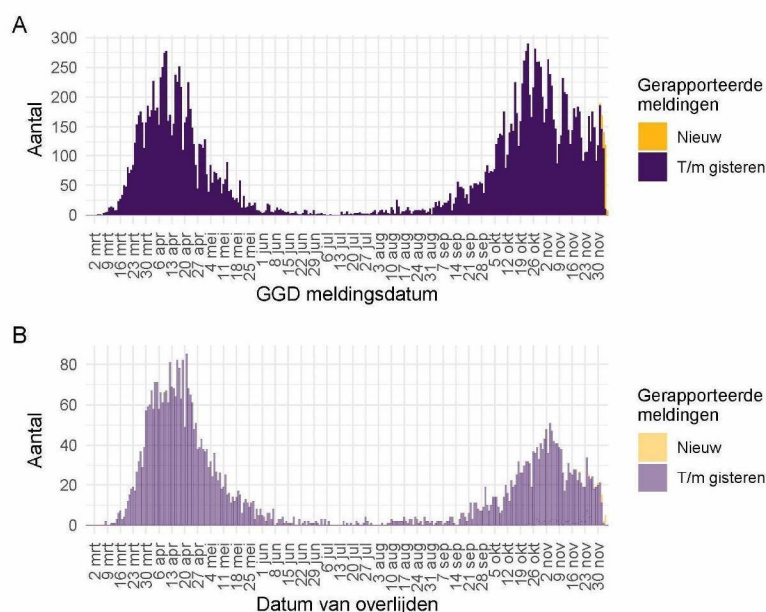 A
Aantal
300
250
200
150
100
50
0
2 mrt
9 mrt
16 mrt
23 mrt
30 mrt
6 apr
13 apr
20 apr
27 apr
4 mei
11 mei
18 mei
25 mei
1 jun
8 jun
15 jun
22 jun
29 jun
6 jul
13 jul
20 jul
27 jul
3 aug
10 aug
17 aug
24 aug
31 aug
7 sep
14 sep
21 sep
28 sep
5 okt
12 okt
19 okt
26 okt
2 nov
9 nov
16 nov
23 nov
30 nov
GGD meldingsdatum
Gerapporteerde
meldingen
Nieuw
T/m gisteren
B
Aantal
80
60
40
20
0
2 mrt
9 mrt
16 mrt
23 mrt
30 mrt
6 apr
13 apr
20 apr
27 apr
4 mei
11 mei
18 mei
25 mei
1 jun
8 jun
15 jun
22 jun
29 jun
6 jul
13 jul
20 jul
27 jul
3 aug
10 aug
17 aug
24 aug
31 aug
7 sep
14 sep
21 sep
28 sep
5 okt
12 okt
19 okt
26 okt
2 nov
9 nov
16 nov
23 nov
30 nov
Datum van overlijden
Gerapporteerde
meldingen
Nieuw
T/m gisteren